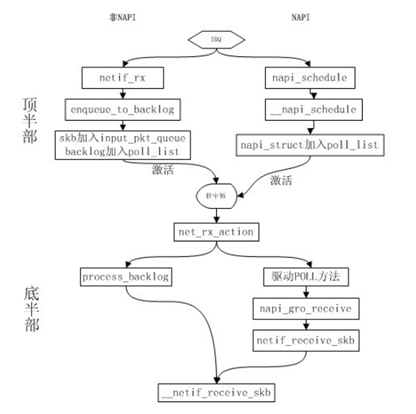 非NAPI
NAPI
IRQ
netif_rx
napi_schedule
顶半部
enqueue_to_backlog
__napi_schedule
skb加入input_pkt_queue
backlog加入poll_list
napi_struct加入poll_list
激活
激活
软中断
net_rx_action
process_backlog
驱动POLL方法
底半部
napi_gro_receive
netif_receive_skb
__netif_receive_skb